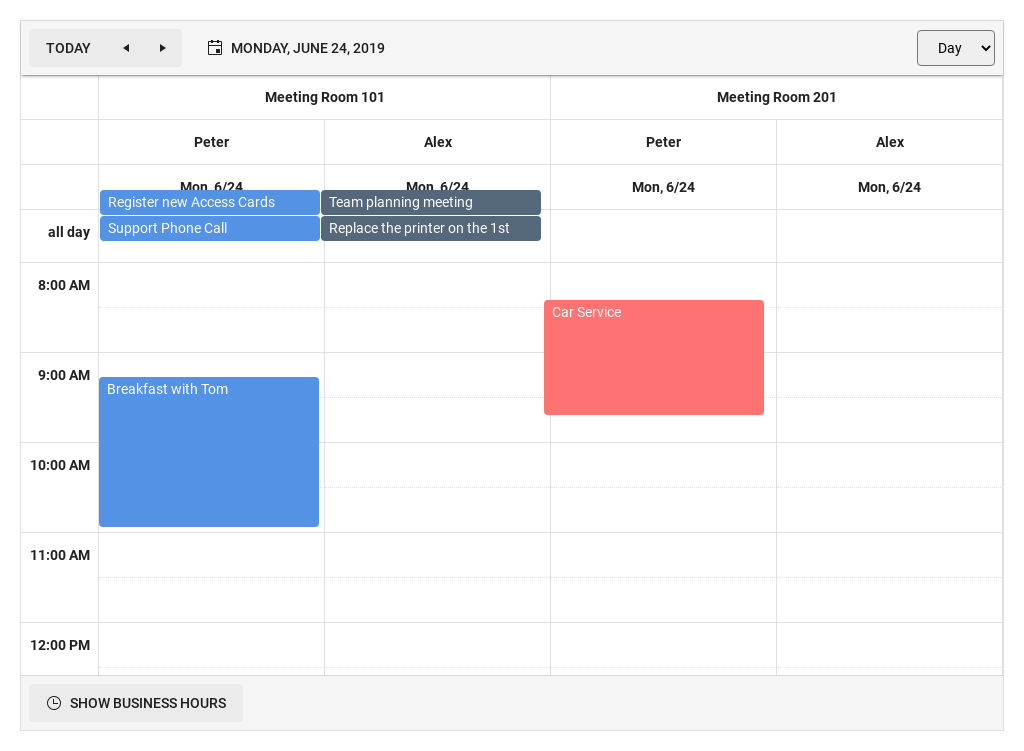 TODAY
MONDAY, JUNE 24, 2019
Day
Meeting Room 101
Meeting Room 201
Peter
Alex
Peter
Alex
Mon, 6/24
Mon, 6/24
Mon, 6/24
Mon, 6/24
all day
Register new Access Cards
Team planning meeting
Support Phone Call
Replace the printer on the 1st
8:00 AM
Car Service
9:00 AM
Breakfast with Tom
10:00 AM
11:00 AM
12:00 PM
SHOW BUSINESS HOURS